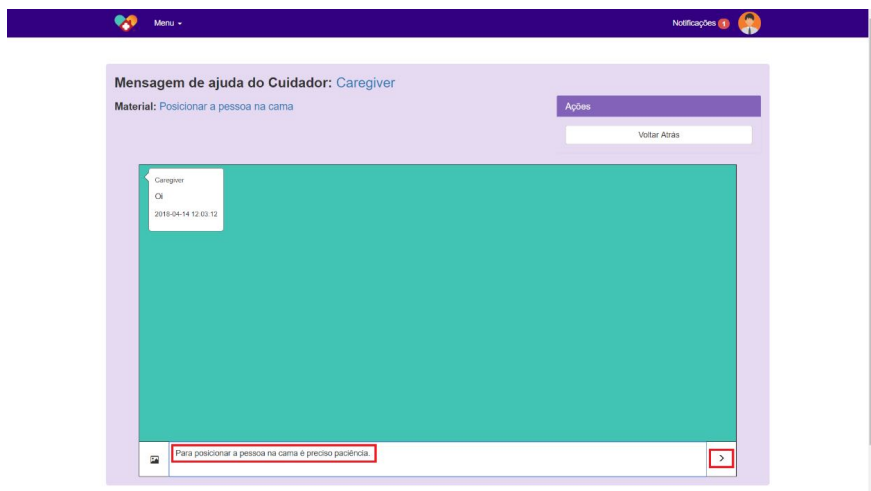 Menu
Notificações 1
Mensagem de ajuda do Cuidador: Caregiver
Material: Posicionar a pessoa na cama
Ações
Voltar Atrás
Caregiver
Oi
2018-04-14 12:03:12
Para posicionar a pessoa na cama é preciso paciência.